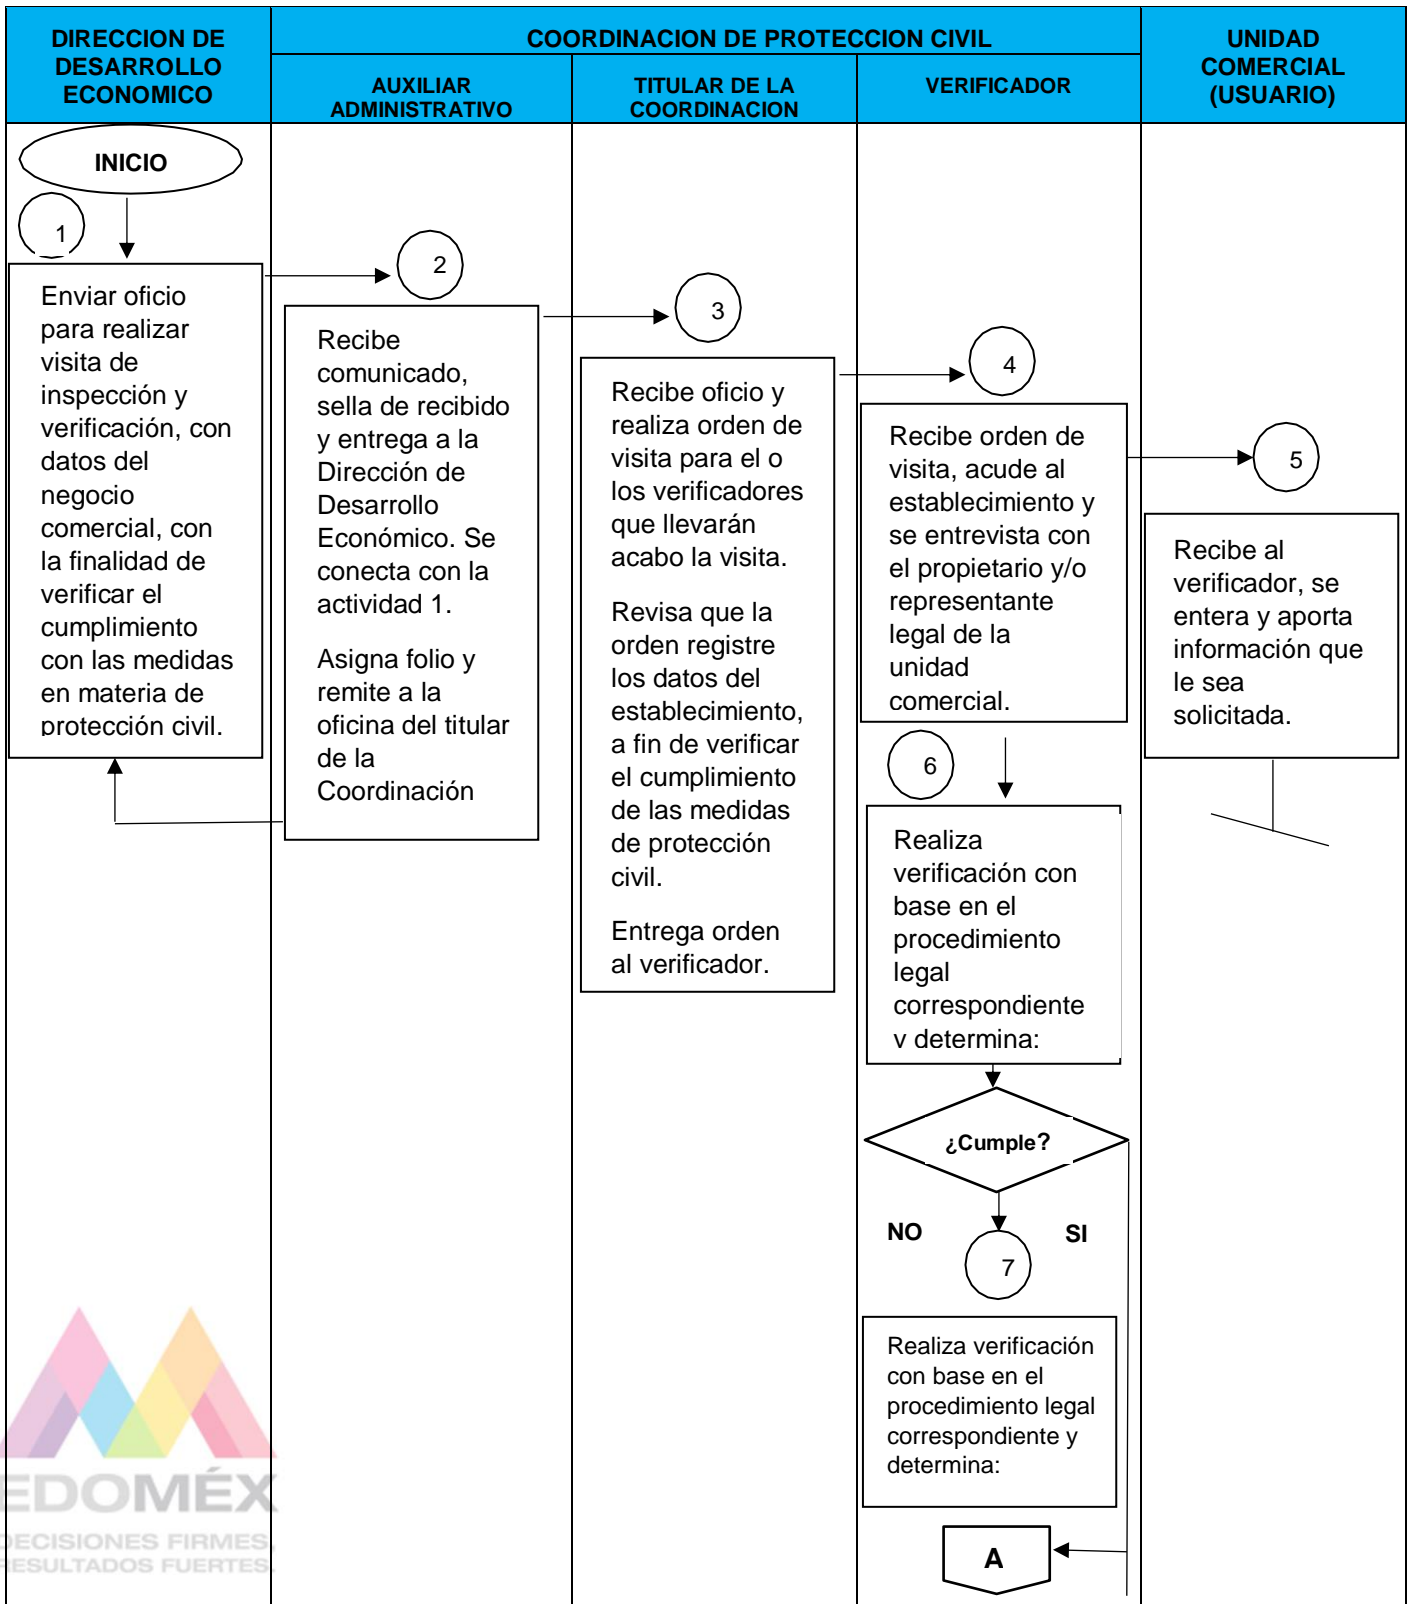 DIRECCION DE
DESARROLLO
ECONOMICO
COORDINACION DE PROTECCION CIVIL
AUXILIAR
ADMINISTRATIVO
TITULAR DE LA
COORDINACION
VERIFICADOR
UNIDAD
COMERCIAL
(USUARIO)
INICIO
1
Enviar oficio
para realizar
visita de
inspección y
verificación, con
datos del
negocio
comercial, con
la finalidad de
verificar el
cumplimiento
con las medidas
en materia de
protección civil.
2
Recibe
comunicado,
sella de recibido
y entrega a la
Dirección de
Desarrollo
Económico. Se
conecta con la
actividad 1.
Asigna folio y
remite a la
oficina del titular
de la
Coordinación
3
Recibe oficio y
realiza orden de
visita para el o
los verificadores
que llevarán
acabo la visita.
Revisa que la
orden registre
los datos del
establecimiento,
a fin de verificar
el cumplimiento
de las medidas
de protección
civil.
Entrega orden
al verificador.
4
Recibe orden de
visita, acude al
establecimiento y
se entrevista con
el propietario y/o
representante
legal de la
unidad
comercial.
5
Recibe al
verificador, se
entera y aporta
información que
le sea
solicitada.
6
Realiza
verificación con
base en el
procedimiento
legal
correspondiente
y determina:
¿Cumple?
NO
SI
7
Realiza verificación
con base en el
procedimiento legal
correspondiente y
determina:
A
EDOMÉX
DECISIONES FIRMES,
RESULTADOS FUERTES.